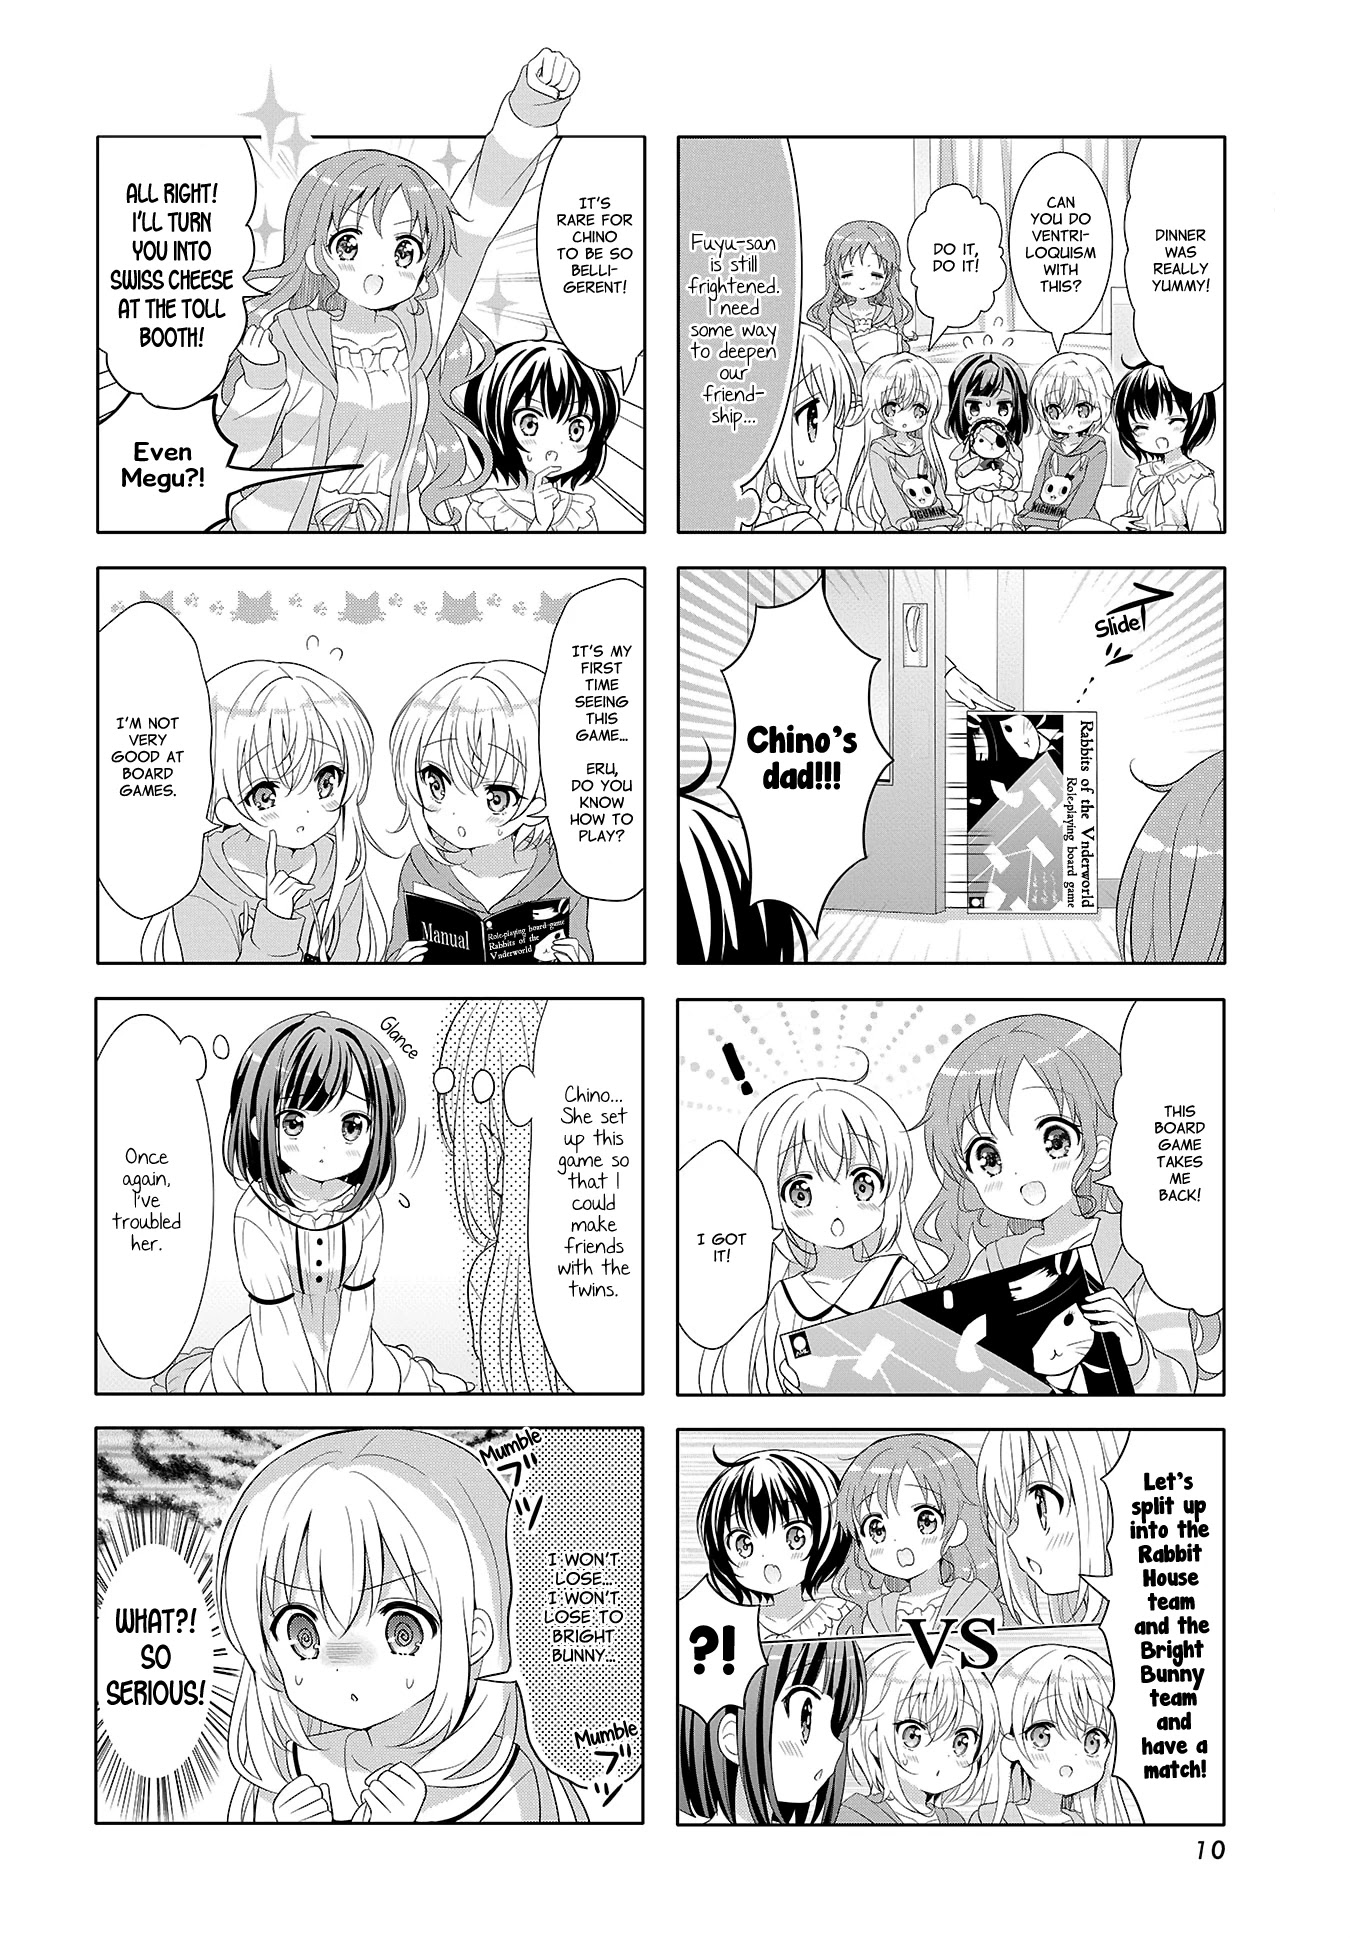 DINNER
WAS
REALLY
YUMMY!
CAN
YOU DO
VENTRI-
LOQUISM
WITH
THIS?
DO IT,
DO IT!
Fuyu-san
is still
frightened.
I need
some way
to deepen
our
friend-
ship...
KIGUMIN
KIGUMIN
Slide
Rabbits of the Vnderworld
Role-playing board game
Chino's
dad!!!
THIS
BOARD
GAME
TAKES
ME
BACK!
!
I GOT
IT!
Let's
split up
into the
Rabbit
House
team
and the
Bright
Bunny
team
and
have a
match!
VS
?!
IT'S
RARE FOR
CHINO
TO BE SO
BELLI-
GERENT!
ALL RIGHT!
I'LL TURN
YOU INTO
SWISS CHEESE
AT THE TOLL
BOOTH!
Even
Megu?!
IT'S MY
FIRST
TIME
SEEING
THIS
GAME...
ERU,
DO YOU
KNOW
HOW TO
PLAY?
I'M NOT
VERY
GOOD AT
BOARD
GAMES.
Manual
Role-playing board game
Rabbits of the
Vnderworld
Chino...
She set
up this
game so
that I
could
make
friends
with the
twins.
Glance
Once
again,
I've
troubled
her.
Mumble
ブツ
I WON'T
LOSE...
I WON'T
LOSE TO
BRIGHT
BUNNY...
Mumble
ブツ
WHAT?!
SO
SERIOUS!
10